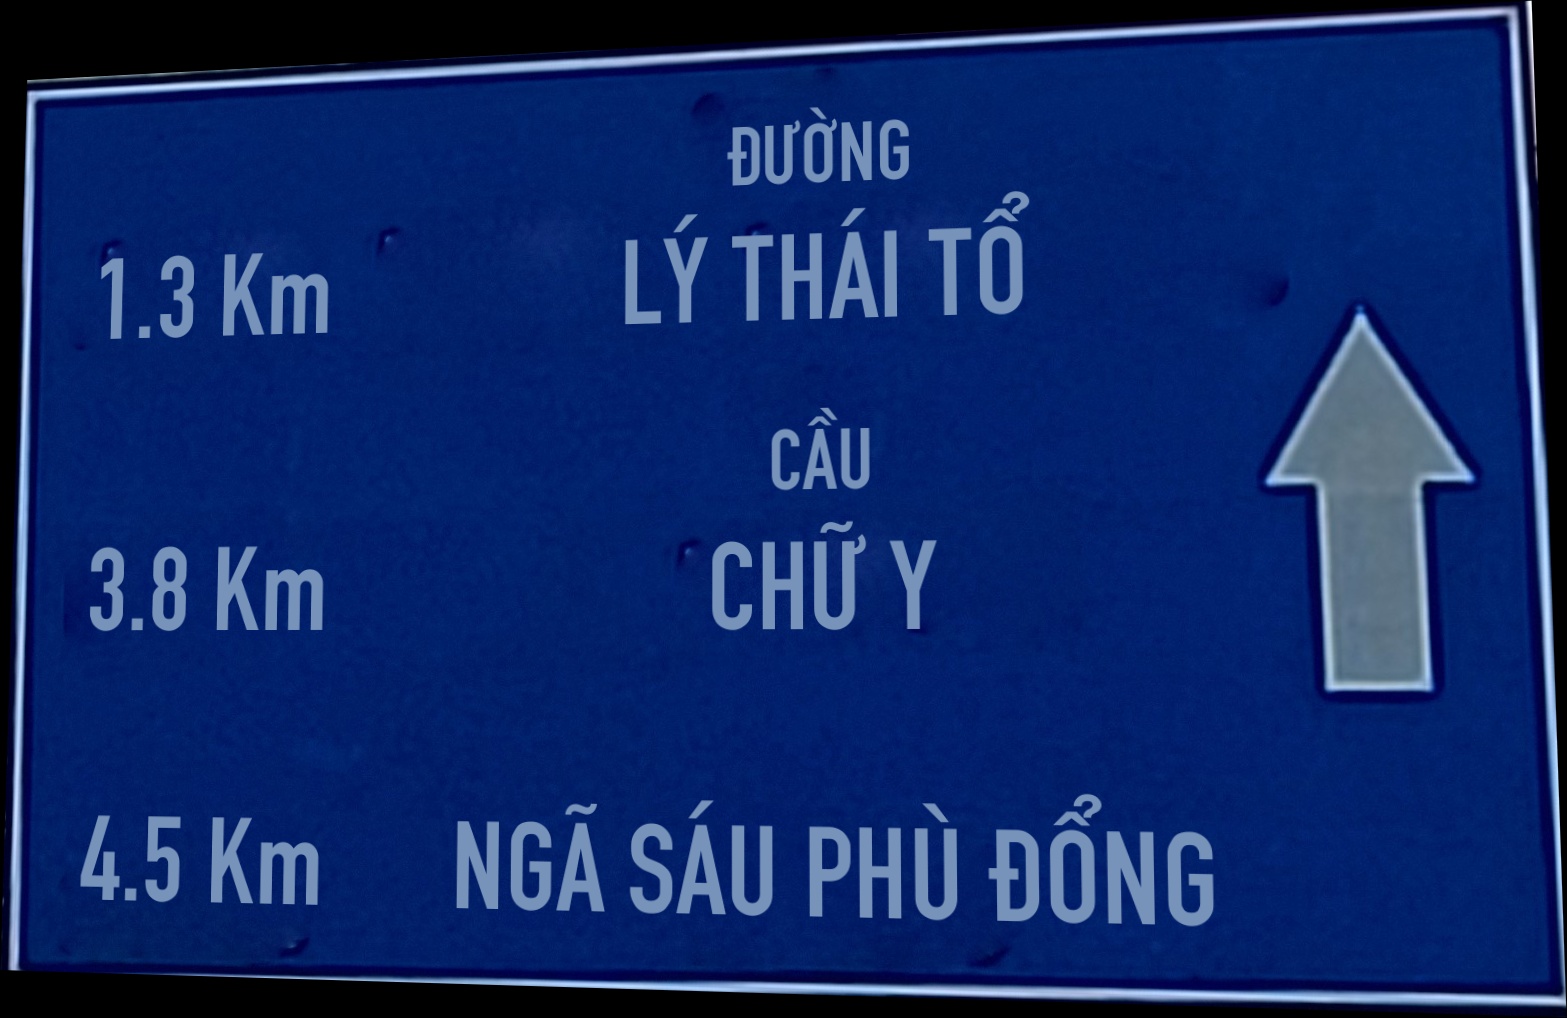 ĐƯỜNG
1.3 Km LÝ THÁI TỔ
CẦU
3.8 Km CHỮ Y
4.5 Km NGÃ SÁU PHÙ ĐỔNG